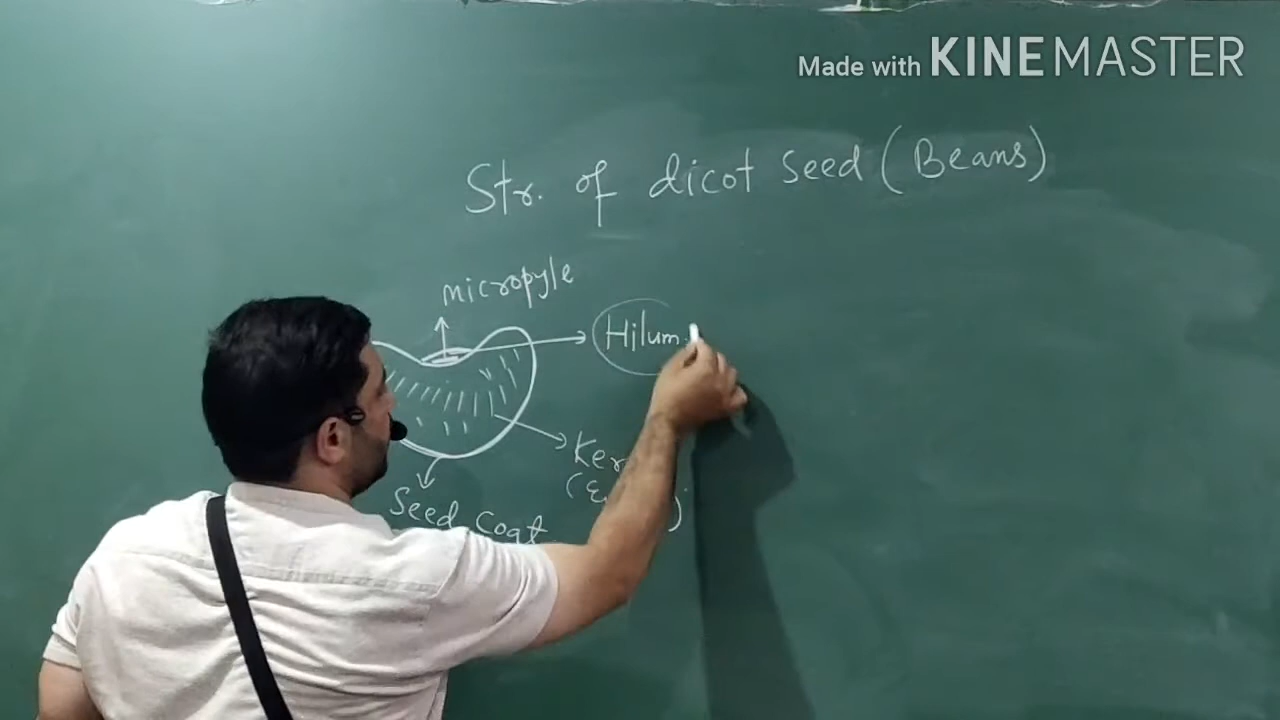 Made with KINEMASTER
Str. of dicot seed (Beans)
micropyle
Hilum
Seed Coat